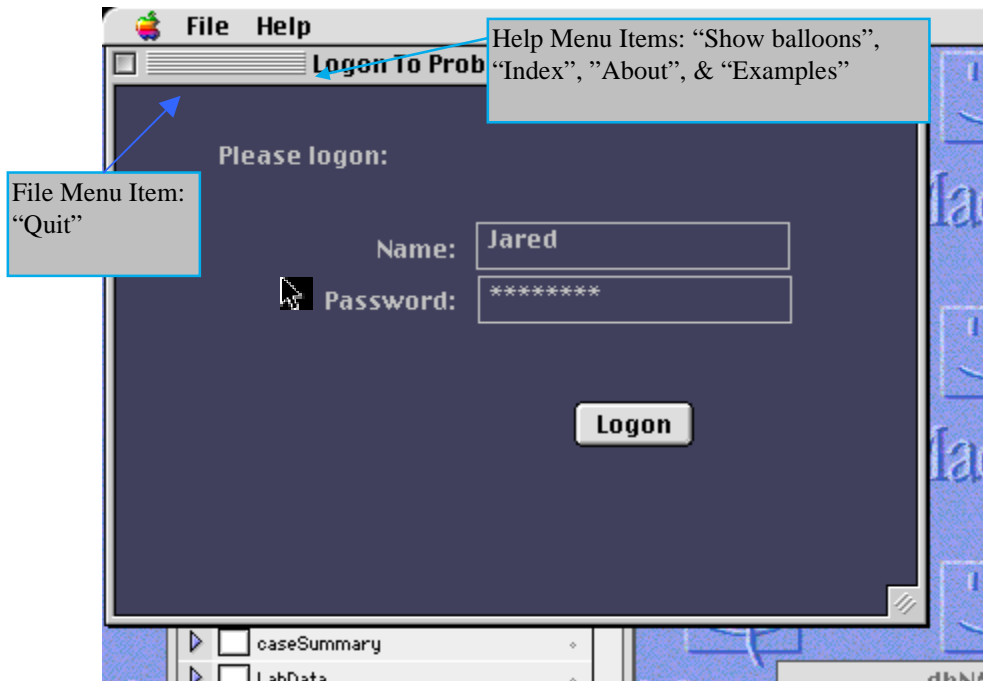 File Help
Logon To Prob
Help Menu Items: “Show balloons”,
“Index”, ”About”, & “Examples”
Please logon:
File Menu Item:
“Quit”
Name: Jared
Password: ********
Logon
caseSummary
LabData